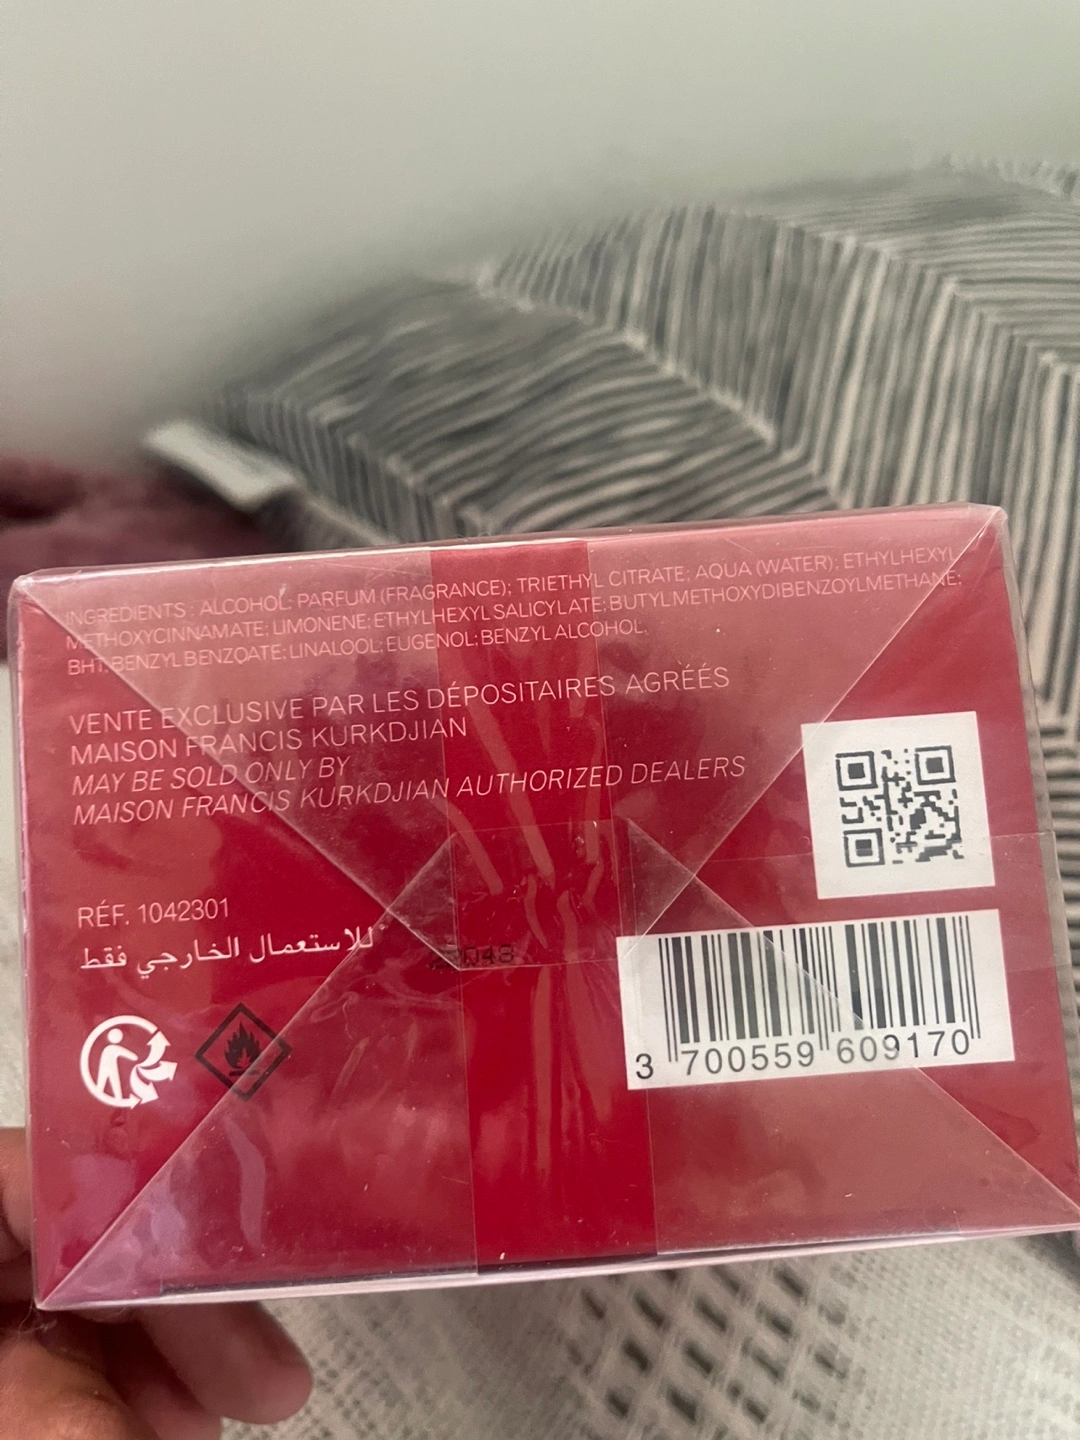 INGREDIENTS : ALCOHOL; PARFUM (FRAGRANCE); TRIETHYL CITRATE; AQUA (WATER); ETHYLHEXYL
METHOXYCINNAMATE; LIMONENE; ETHYLHEXYL SALICYLATE; BUTYL METHOXYDIBENZOYLMETHANE;
BHT; BENZYL BENZOATE; LINALOOL; EUGENOL; BENZYL ALCOHOL.
VENTE EXCLUSIVE PAR LES DÉPOSITAIRES AGRÉÉS
MAISON FRANCIS KURKDJIAN
MAY BE SOLD ONLY BY
MAISON FRANCIS KURKDJIAN AUTHORIZED DEALERS
RÉF. 1042301
للاستعمال الخارجي فقط
3 700559 609170